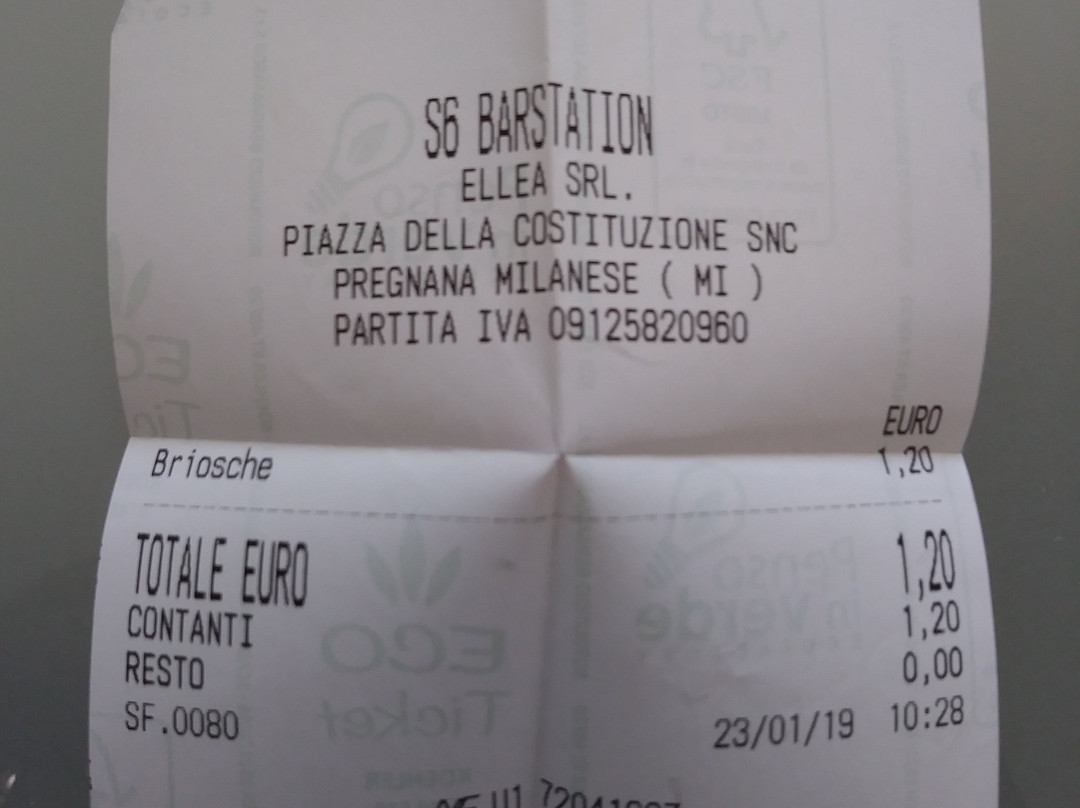 S6 BARSTATION
ELLEA SRL.
PIAZZA DELLA COSTITUZIONE SNC
PREGNANA MILANESE ( MI )
PARTITA IVA 09125820960
EURO
Briosche 1,20
TOTALE EURO 1,20
CONTANTI 1,20
RESTO 0,00
SF.0080 23/01/19 10:28